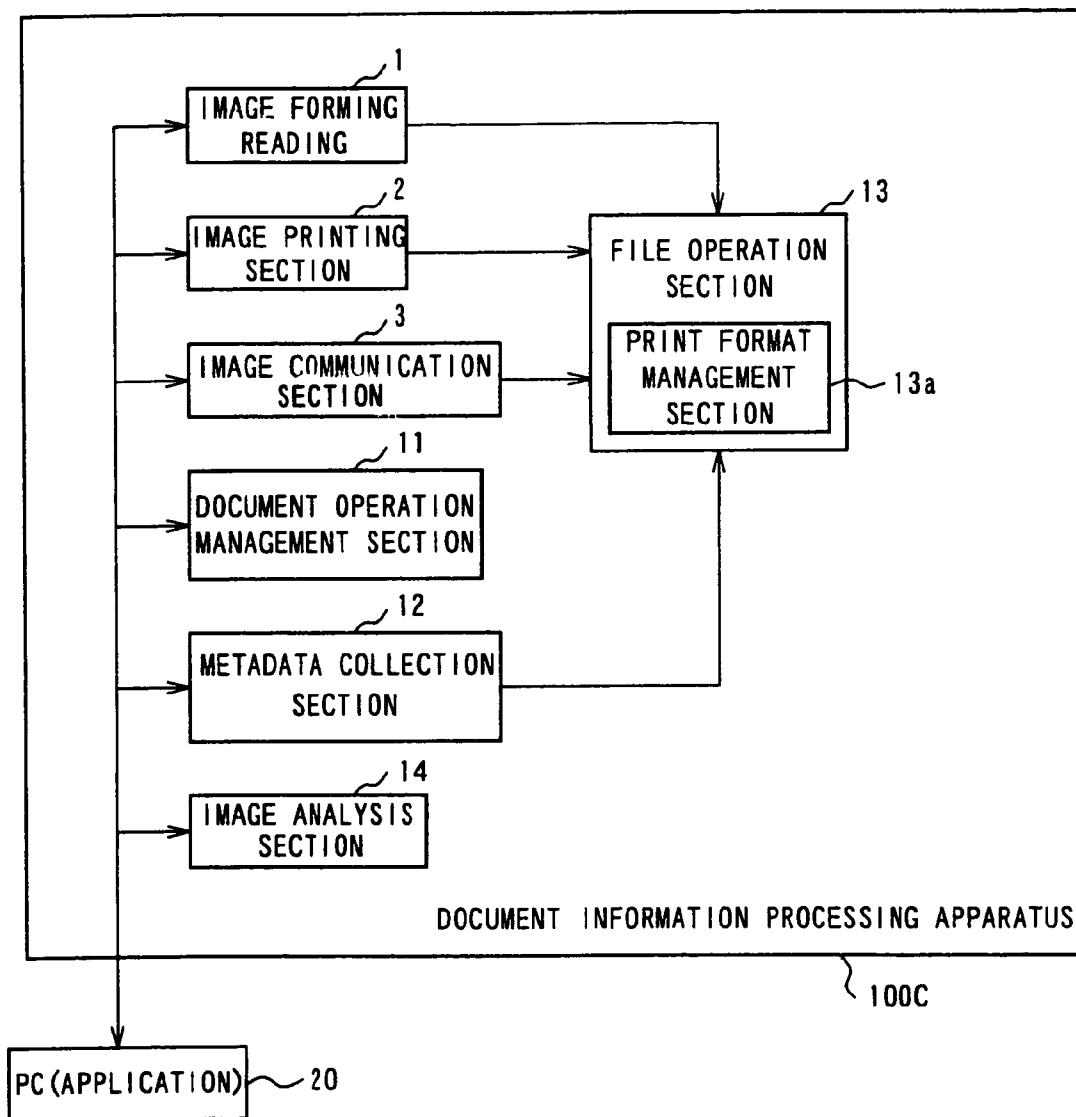 1
IMAGE FORMING
READING
2
IMAGE PRINTING
SECTION
3
IMAGE COMMUNICATION
SECTION
11
DOCUMENT OPERATION
MANAGEMENT SECTION
12
METADATA COLLECTION
SECTION
14
IMAGE ANALYSIS
SECTION
13
FILE OPERATION
SECTION
PRINT FORMAT
MANAGEMENT
SECTION
13a
DOCUMENT INFORMATION PROCESSING APPARATUS
100C
PC(APPLICATION)
20